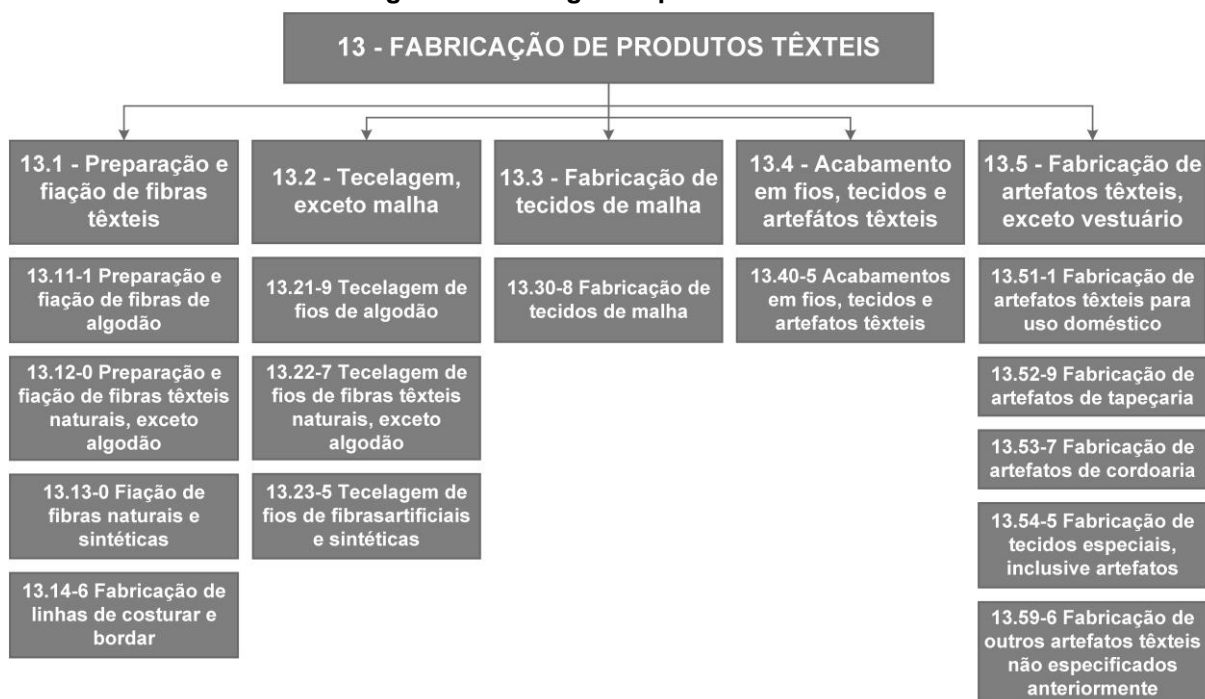 13 - FABRICAÇÃO DE PRODUTOS TÊXTEIS
13.1 - Preparação e
fiação de fibras
têxteis
13.11-1 Preparação e
fiação de fibras de
algodão
13.12-0 Preparação e
fiação de fibras têxteis
naturais, exceto
algodão
13.13-0 Fiação de
fibras naturais e
sintéticas
13.14-6 Fabricação de
linhas de costurar e
bordar
13.2 - Tecelagem,
exceto malha
13.21-9 Tecelagem de
fios de algodão
13.22-7 Tecelagem de
fios de fibras têxteis
naturais, exceto
algodão
13.23-5 Tecelagem de
fios de fibrasartificiais
e sintéticas
13.3 - Fabricação de
tecidos de malha
13.30-8 Fabricação de
tecidos de malha
13.4 - Acabamento
em fios, tecidos e
artefátos têxteis
13.40-5 Acabamentos
em fios, tecidos e
artefatos têxteis
13.5 - Fabricação de
artefatos têxteis,
exceto vestuário
13.51-1 Fabricação de
artefatos têxteis para
uso doméstico
13.52-9 Fabricação de
artefatos de tapeçaria
13.53-7 Fabricação de
artefatos de cordoaria
13.54-5 Fabricação de
tecidos especiais,
inclusive artefatos
13.59-6 Fabricação de
outros artefatos têxteis
não especificados
anteriormente